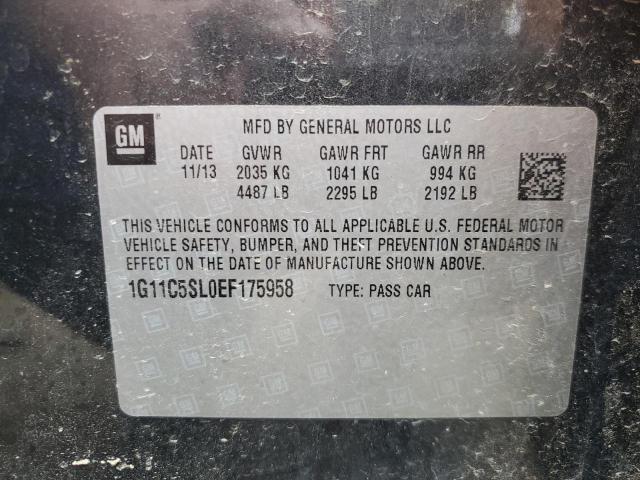 GM
MFD BY GENERAL MOTORS LLC
DATE GVWR GAWR FRT GAWR RR
11/13 2035 KG 1041 KG 994 KG
4487 LB 2295 LB 2192 LB
THIS VEHICLE CONFORMS TO ALL APPLICABLE U.S. FEDERAL MOTOR
VEHICLE SAFETY, BUMPER, AND THEFT PREVENTION STANDARDS IN
EFFECT ON THE DATE OF MANUFACTURE SHOWN ABOVE.
1G11C5SL0EF175958 TYPE: PASS CAR